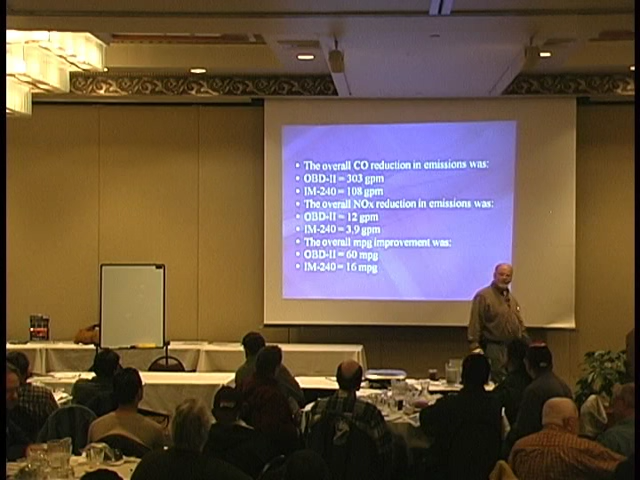 • The overall CO reduction in emissions was:
• OBD-II = 303 gpm
• IM-240 = 108 gpm
• The overall NOx reduction in emissions was:
• OBD-II = 12 gpm
• IM-240 = 3.9 gpm
• The overall mpg improvement was:
• OBD-II = 60 mpg
• IM-240 = 16 mpg